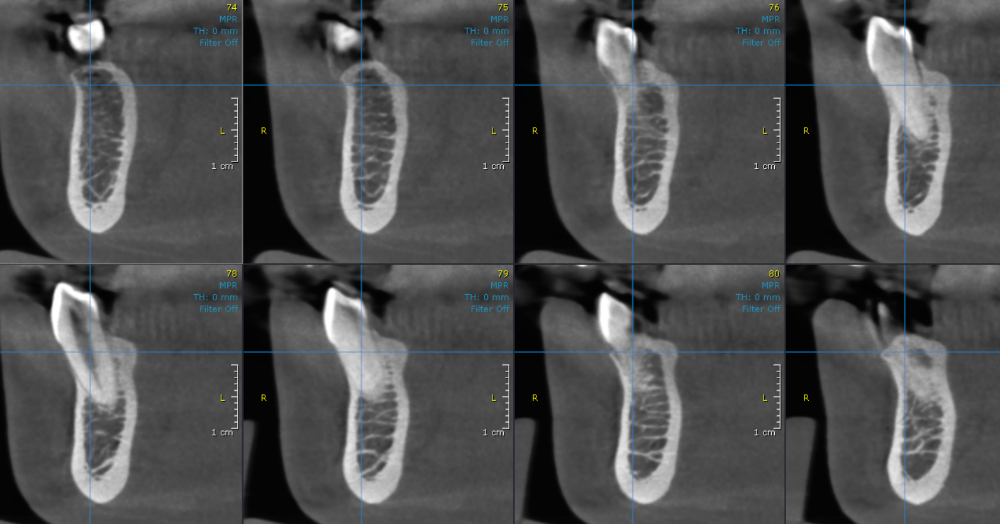 74
MPR
TH: 0 mm
Filter Off
L
1 cm
75
MPR
TH: 0 mm
Filter Off
R
L
1 cm
76
MPR
TH: 0 mm
Filter Off
R
L
1 cm
R
78
MPR
TH: 0 mm
Filter Off
L
1 cm
79
MPR
TH: 0 mm
Filter Off
R
L
1 cm
80
MPR
TH: 0 mm
Filter Off
R
L
1 cm
R